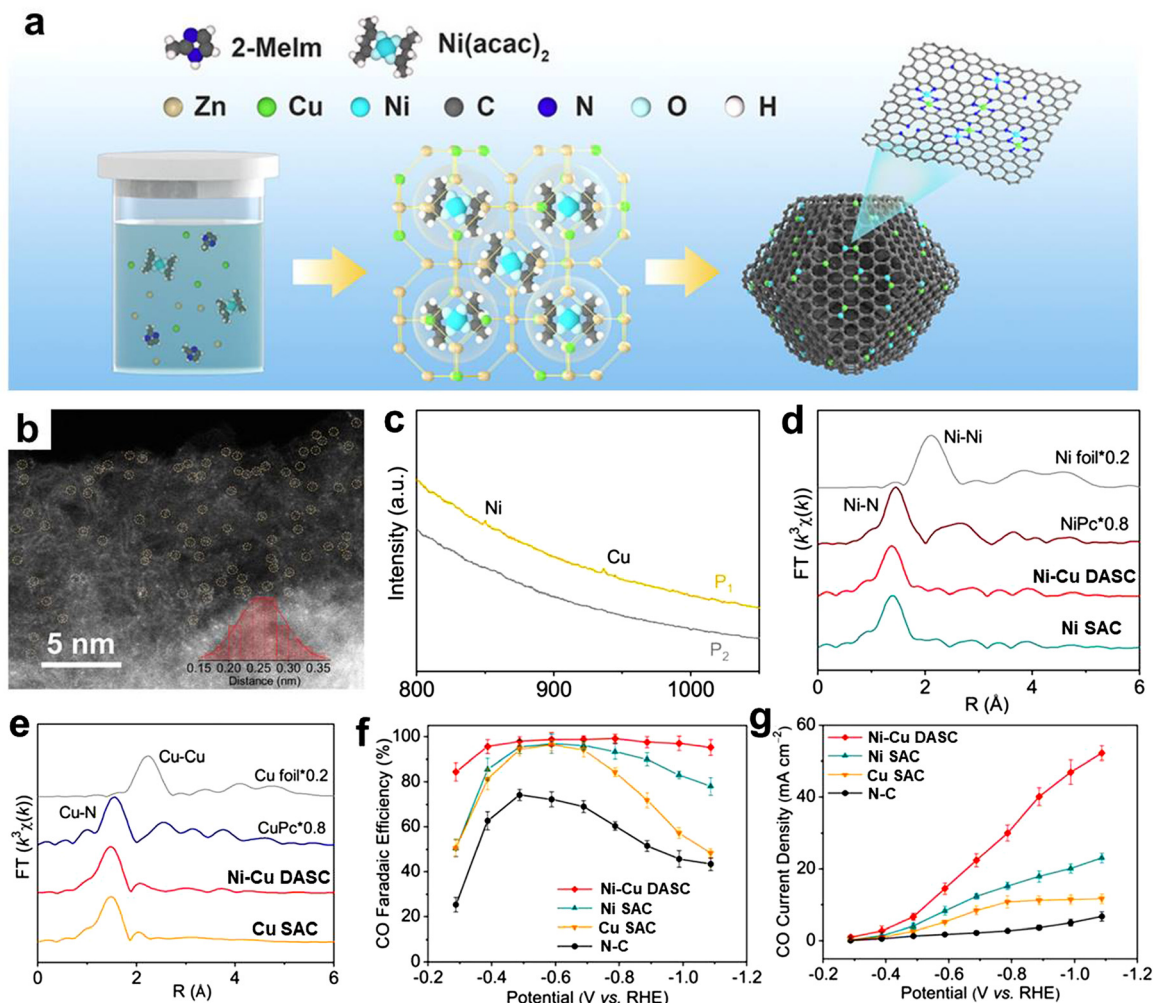 a
2-MeIm
Ni(acac)2
Zn Cu Ni C N O H
b
5 nm
0.15 0.20 0.25 0.30 0.35
Distance (nm)
c
Intensity (a.u.)
Ni
Cu
P1
P2
800 900 1000
d
FT (k3χ(k))
Ni-Ni
Ni foil*0.2
Ni-N
NiPc*0.8
Ni-Cu DASC
Ni SAC
0 2 4 6
R (Å)
e
FT (k3χ(k))
Cu-Cu
Cu foil*0.2
Cu-N
CuPc*0.8
Ni-Cu DASC
Cu SAC
0 2 4 6
R (Å)
f
CO Faradaic Efficiency (%)
100
80
60
40
20
0
Ni-Cu DASC
Ni SAC
Cu SAC
N-C
-0.2 -0.4 -0.6 -0.8 -1.0 -1.2
Potential (V vs. RHE)
g
CO Current Density (mA cm−2)
60
40
20
0
Ni-Cu DASC
Ni SAC
Cu SAC
N-C
-0.2 -0.4 -0.6 -0.8 -1.0 -1.2
Potential (V vs. RHE)